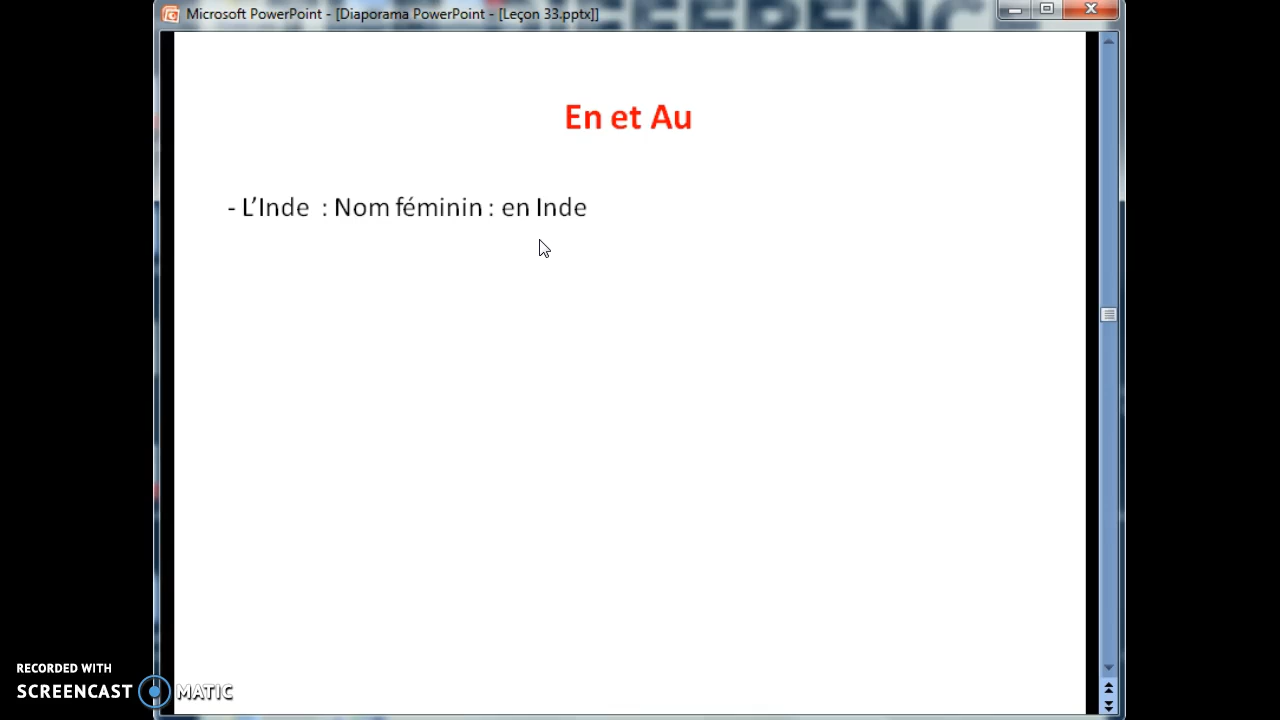 Microsoft PowerPoint - [Diaporama PowerPoint - [Leçon 33.pptx]]
En et Au
- L’Inde : Nom féminin : en Inde
RECORDED WITH
SCREENCAST MATIC